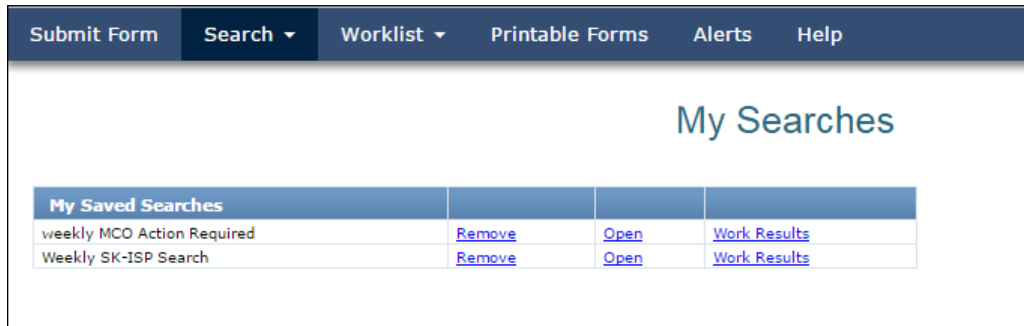 Submit Form Search Worklist Printable Forms Alerts Help
My Searches
My Saved Searches
weekly MCO Action Required Remove Open Work Results
Weekly SK-ISP Search Remove Open Work Results